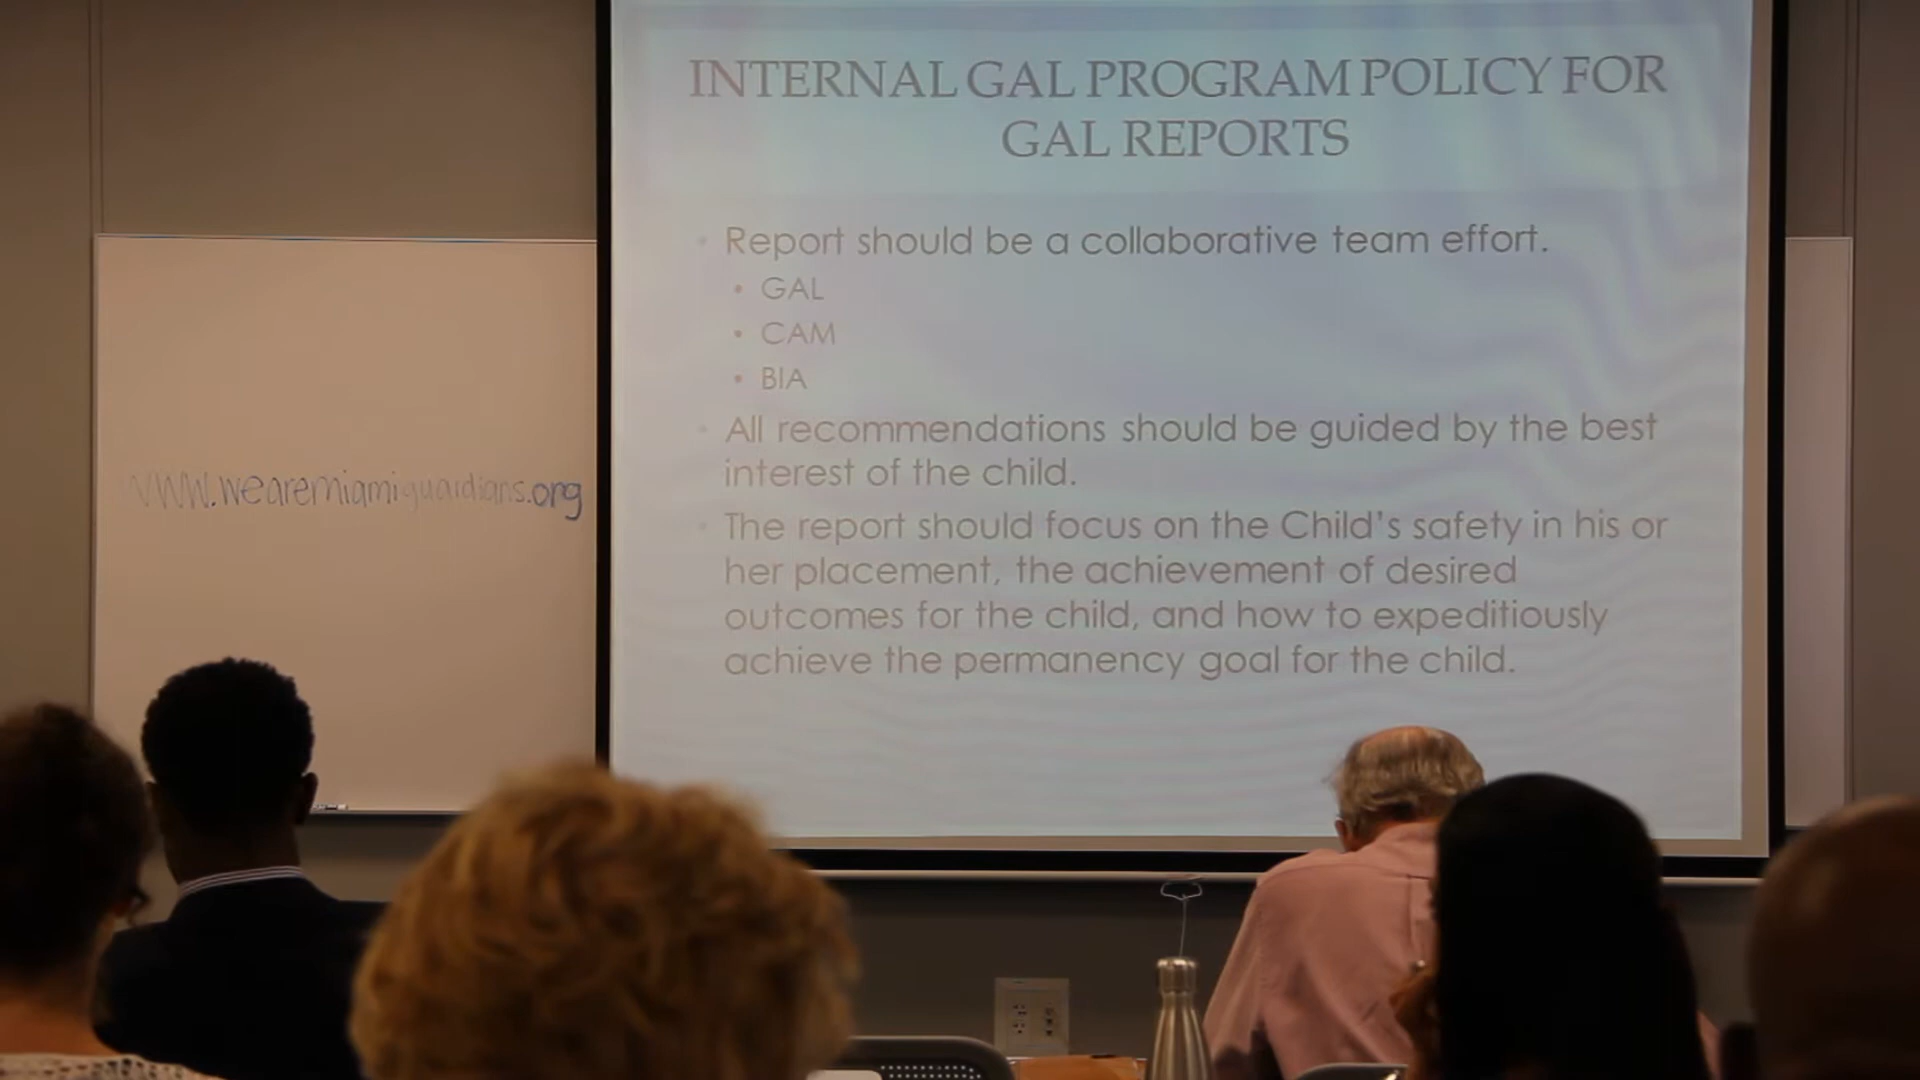 INTERNAL GAL PROGRAM POLICY FOR
GAL REPORTS
Report should be a collaborative team effort.
GAL
CAM
BIA
All recommendations should be guided by the best
interest of the child.
The report should focus on the Child's safety in his or
her placement, the achievement of desired
outcomes for the child, and how to expeditiously
achieve the permanency goal for the child.
www.wearemiamiguardians.org